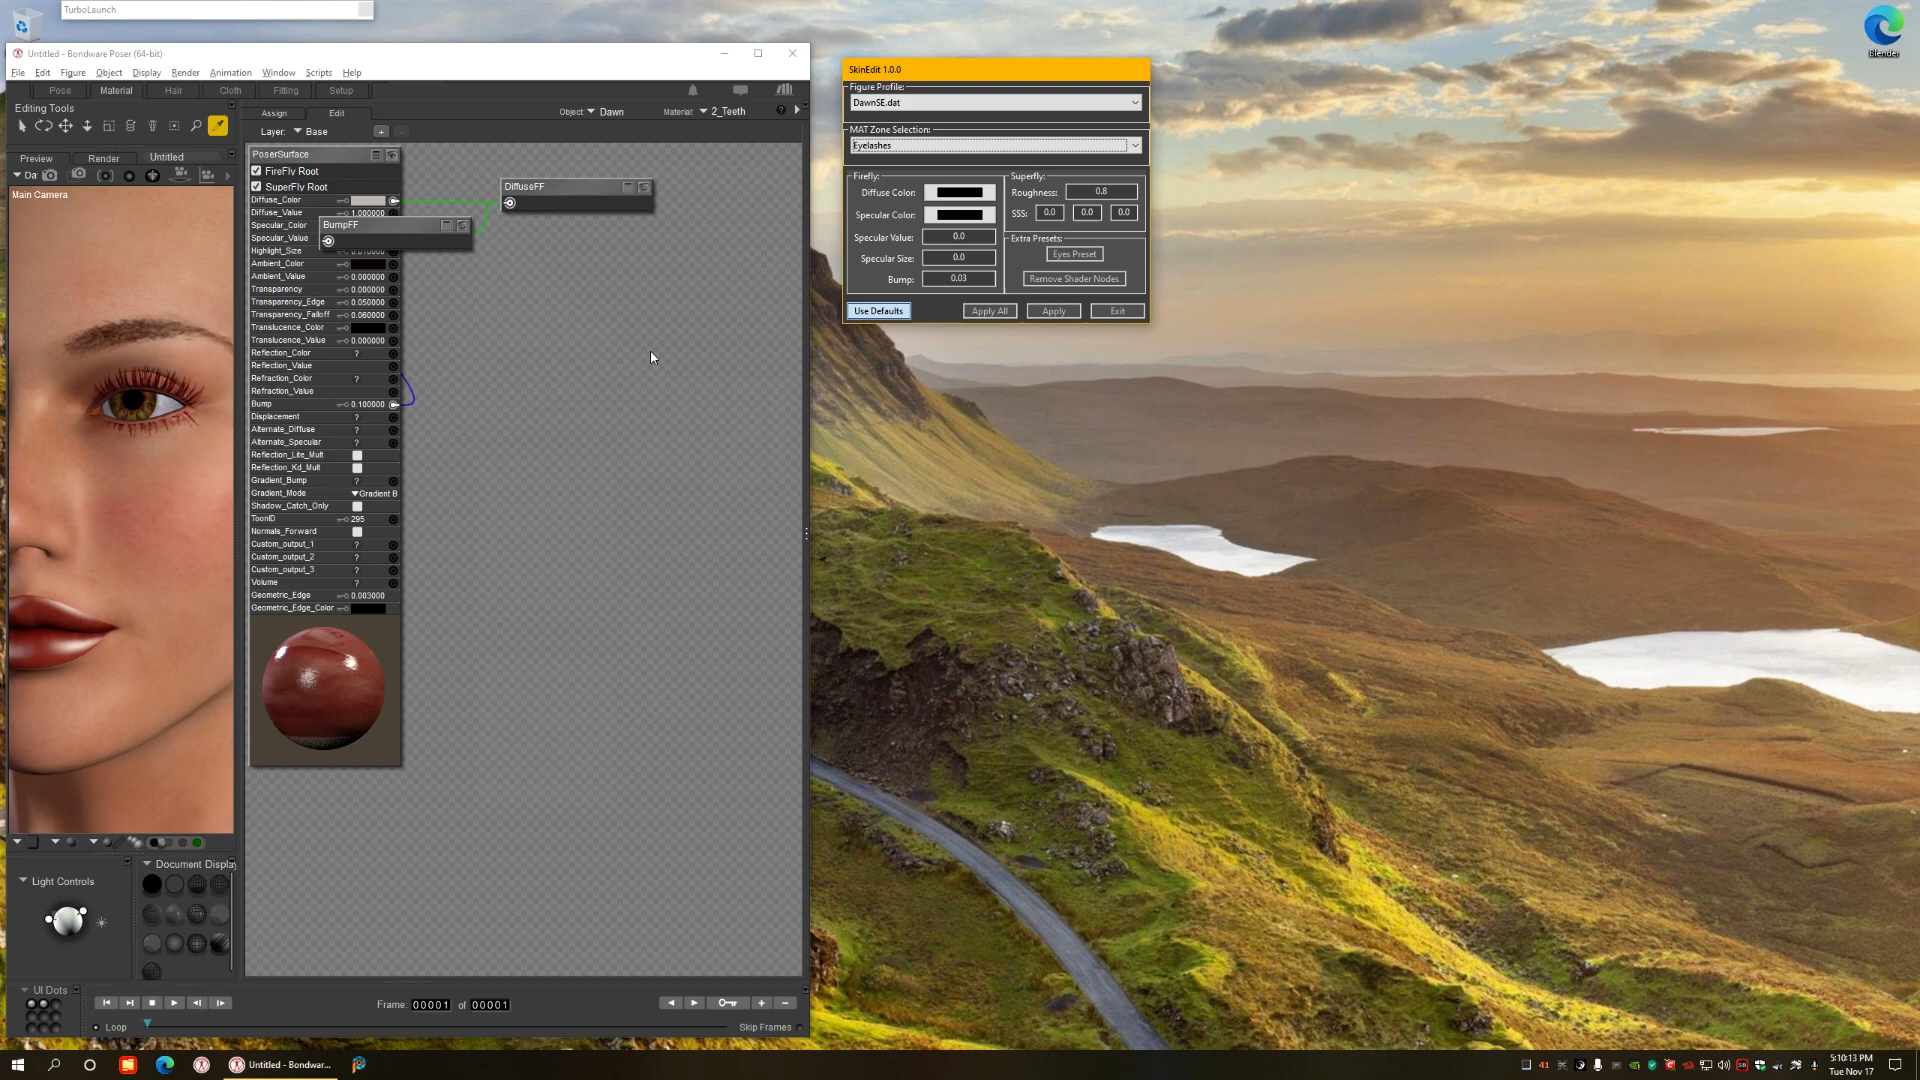 TurboLaunch
Blender
Untitled - Bondware Poser (64-bit)
File Edit Figure Object Display Render Animation Window Scripts Help
Pose Material Hair Cloth Fitting Setup
Editing Tools
Assign Edit
Object: Dawn
Material: 2_Teeth
Layer: Base
Preview Render Untitled
Da
Main Camera
PoserSurface
FireFly Root
SuperFly Root
Diffuse_Color
Diffuse_Value 1.000000
Specular_Color
Specular_Value
Highlight_Size 0.010000
Ambient_Color
Ambient_Value 0.000000
Transparency 0.000000
Transparency_Edge 0.050000
Transparency_Falloff 0.060000
Translucence_Color
Translucence_Value 0.000000
Reflection_Color ?
Reflection_Value
Refraction_Color ?
Refraction_Value
Bump 0.100000
Displacement ?
Alternate_Diffuse ?
Alternate_Specular ?
Reflection_Lite_Mult
Reflection_Kd_Mult
Gradient_Bump ?
Gradient_Mode Gradient B
Shadow_Catch_Only
ToonID 295
Normals_Forward
Custom_output_1 ?
Custom_output_2 ?
Custom_output_3 ?
Volume ?
Geometric_Edge 0.003000
Geometric_Edge_Color
BumpFF
DiffuseFF
Light Controls
Document Display
UI Dots
Frame: 00001 of 00001
Loop
Skip Frames
SkinEdit 1.0.0
Figure Profile:
DawnSE.dat
MAT Zone Selection:
Eyelashes
Firefly:
Diffuse Color:
Specular Color:
Specular Value: 0.0
Specular Size: 0.0
Bump: 0.03
Superfly:
Roughness: 0.8
SSS: 0.0 0.0 0.0
Extra Presets:
Eyes Preset
Remove Shader Nodes
Use Defaults Apply All Apply Exit
Untitled - Bondwar...
41
5:10:13 PM
Tue Nov 17